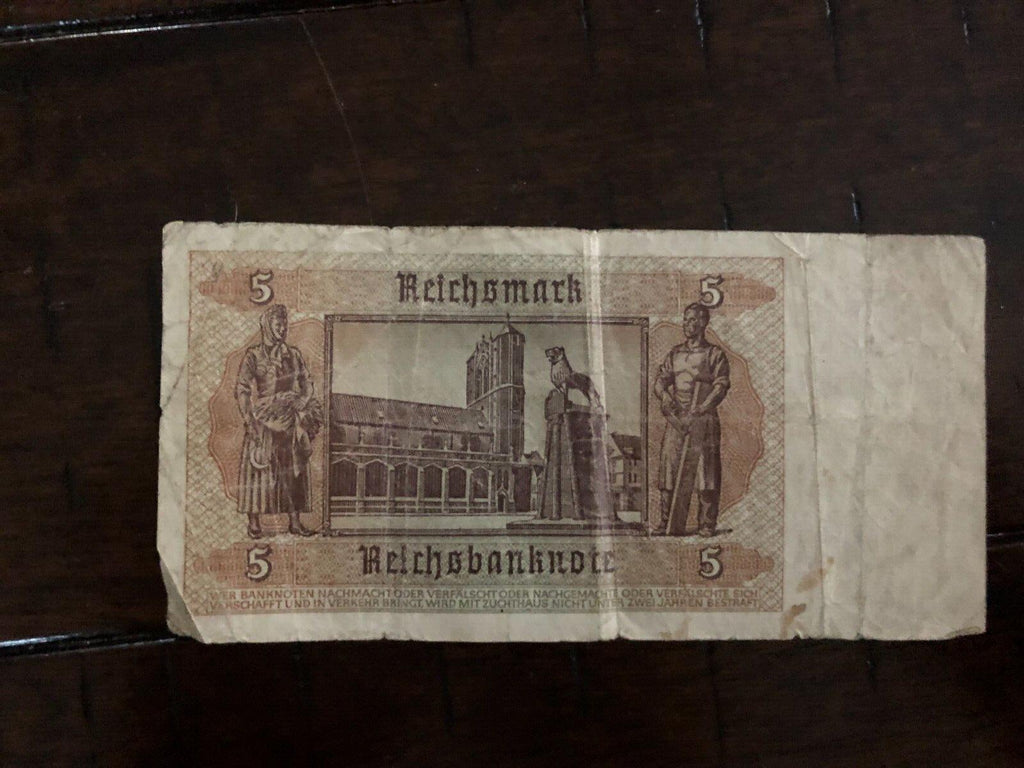 5 Reichsmark 5
5 Reichsbanknote 5
WER BANKNOTEN NACHMACHT ODER VERFÄLSCHT ODER NACHGEMACHTE ODER VERFÄLSCHTE SICH
VERSCHAFFT UND IN VERKEHR BRINGT, WIRD MIT ZUCHTHAUS NICHT UNTER ZWEI JAHREN BESTRAFT.